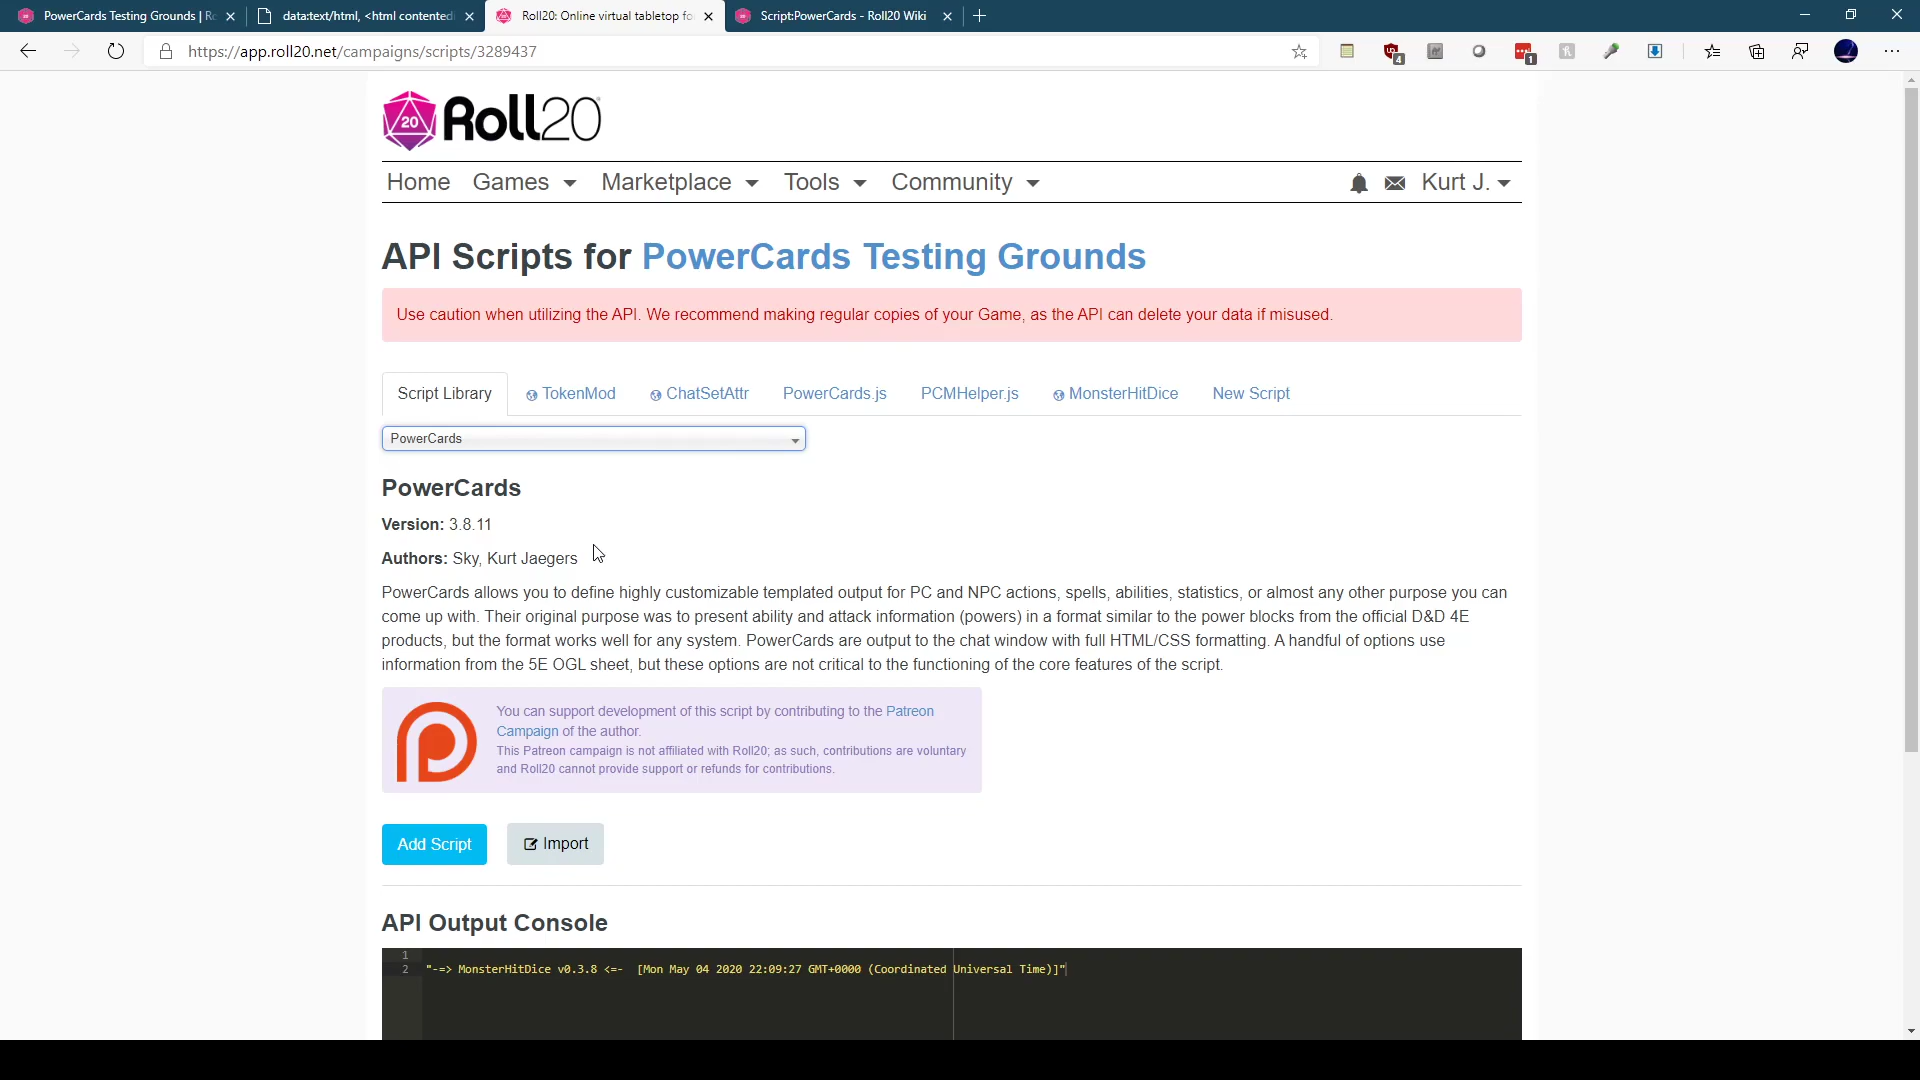 PowerCards Testing Grounds | Ro
data:text/html, <html contented
Roll20: Online virtual tabletop fo
Script:PowerCards - Roll20 Wiki
https://app.roll20.net/campaigns/scripts/3289437
4
1
20
Roll20
Home Games Marketplace Tools Community Kurt J.
API Scripts for PowerCards Testing Grounds
Use caution when utilizing the API. We recommend making regular copies of your Game, as the API can delete your data if misused.
Script Library TokenMod ChatSetAttr PowerCards.js PCMHelper.js MonsterHitDice New Script
PowerCards
PowerCards
Version: 3.8.11
Authors: Sky, Kurt Jaegers
PowerCards allows you to define highly customizable templated output for PC and NPC actions, spells, abilities, statistics, or almost any other purpose you can
come up with. Their original purpose was to present ability and attack information (powers) in a format similar to the power blocks from the official D&D 4E
products, but the format works well for any system. PowerCards are output to the chat window with full HTML/CSS formatting. A handful of options use
information from the 5E OGL sheet, but these options are not critical to the functioning of the core features of the script.
You can support development of this script by contributing to the Patreon
Campaign of the author.
This Patreon campaign is not affiliated with Roll20; as such, contributions are voluntary
and Roll20 cannot provide support or refunds for contributions.
Add Script Import
API Output Console
1
2 "-=> MonsterHitDice v0.3.8 <=- [Mon May 04 2020 22:09:27 GMT+0000 (Coordinated Universal Time)]"